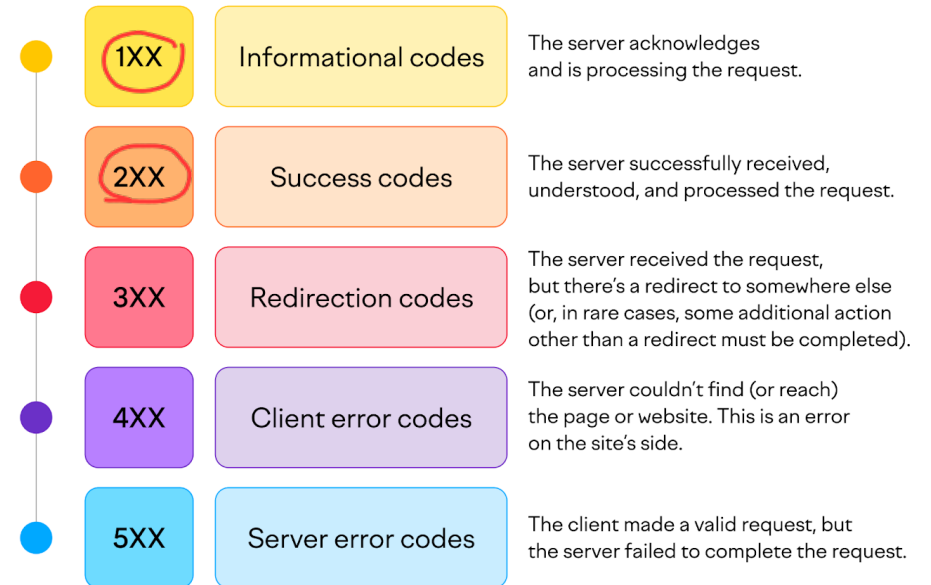 1XX
Informational codes
The server acknowledges
and is processing the request.
2XX
Success codes
The server successfully received,
understood, and processed the request.
3XX
Redirection codes
The server received the request,
but there’s a redirect to somewhere else
(or, in rare cases, some additional action
other than a redirect must be completed).
4XX
Client error codes
The server couldn’t find (or reach)
the page or website. This is an error
on the site’s side.
5XX
Server error codes
The client made a valid request, but
the server failed to complete the request.